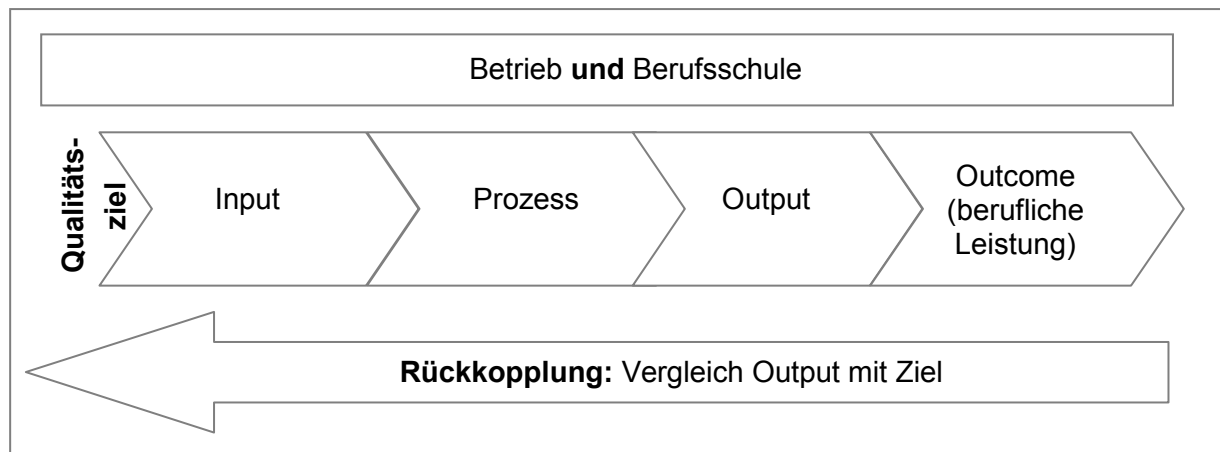 Betrieb und Berufsschule
Qualitäts-
ziel
Input
Prozess
Output
Outcome
(berufliche
Leistung)
Rückkopplung: Vergleich Output mit Ziel